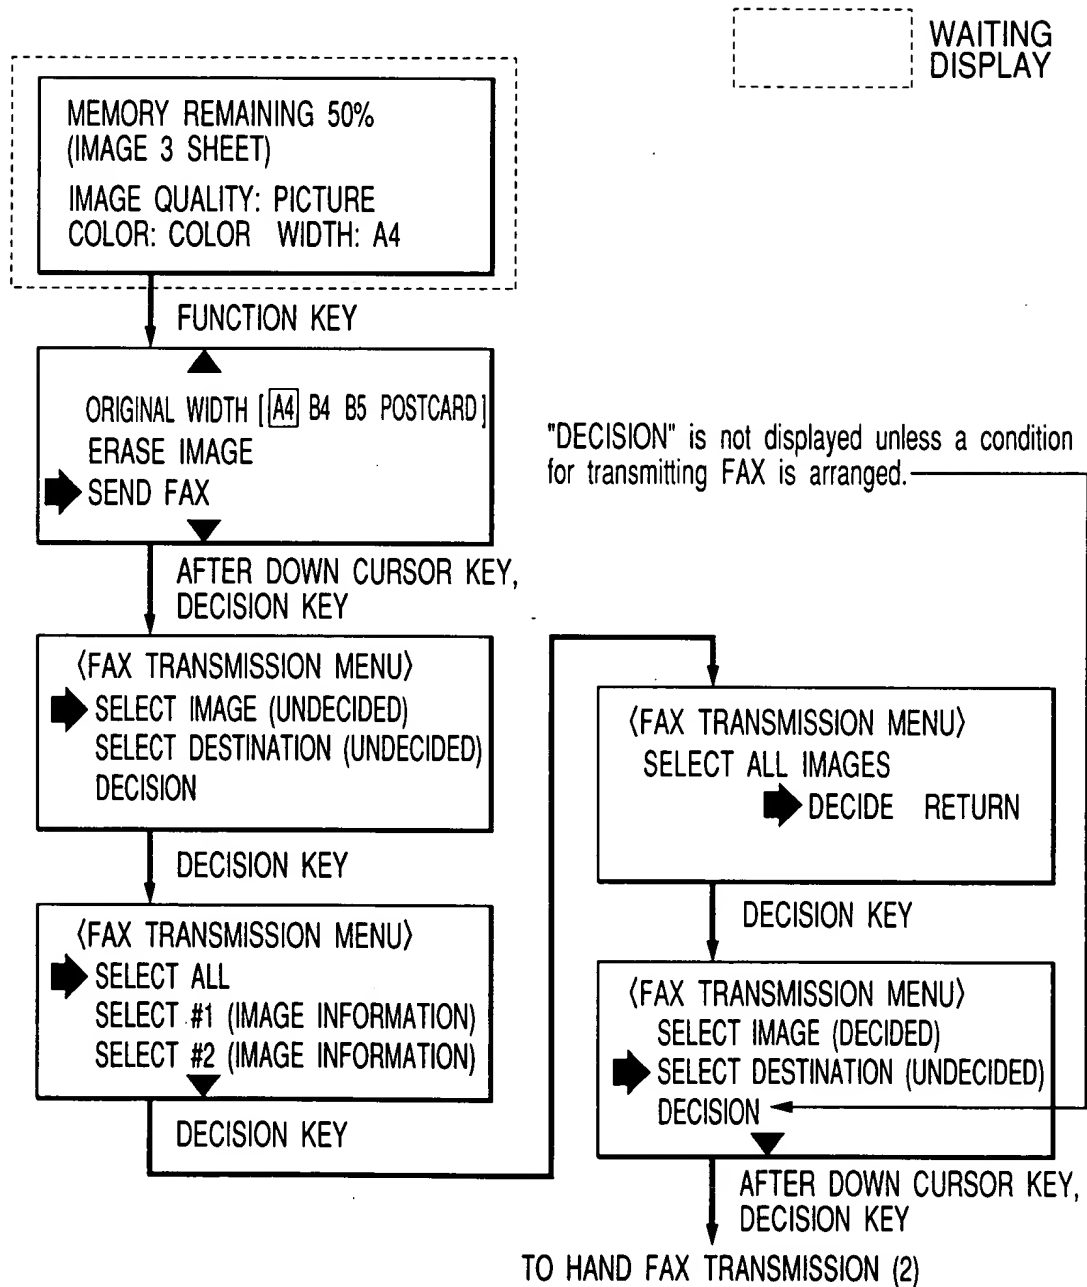 WAITING
DISPLAY
MEMORY REMAINING 50%
(IMAGE 3 SHEET)
IMAGE QUALITY: PICTURE
COLOR: COLOR WIDTH: A4
FUNCTION KEY
ORIGINAL WIDTH [A4 B4 B5 POSTCARD]
ERASE IMAGE
SEND FAX
AFTER DOWN CURSOR KEY,
DECISION KEY
〈FAX TRANSMISSION MENU〉
SELECT IMAGE (UNDECIDED)
SELECT DESTINATION (UNDECIDED)
DECISION
DECISION KEY
〈FAX TRANSMISSION MENU〉
SELECT ALL
SELECT #1 (IMAGE INFORMATION)
SELECT #2 (IMAGE INFORMATION)
DECISION KEY
"DECISION" is not displayed unless a condition
for transmitting FAX is arranged.
〈FAX TRANSMISSION MENU〉
SELECT ALL IMAGES
DECIDE RETURN
DECISION KEY
〈FAX TRANSMISSION MENU〉
SELECT IMAGE (DECIDED)
SELECT DESTINATION (UNDECIDED)
DECISION
AFTER DOWN CURSOR KEY,
DECISION KEY
TO HAND FAX TRANSMISSION (2)